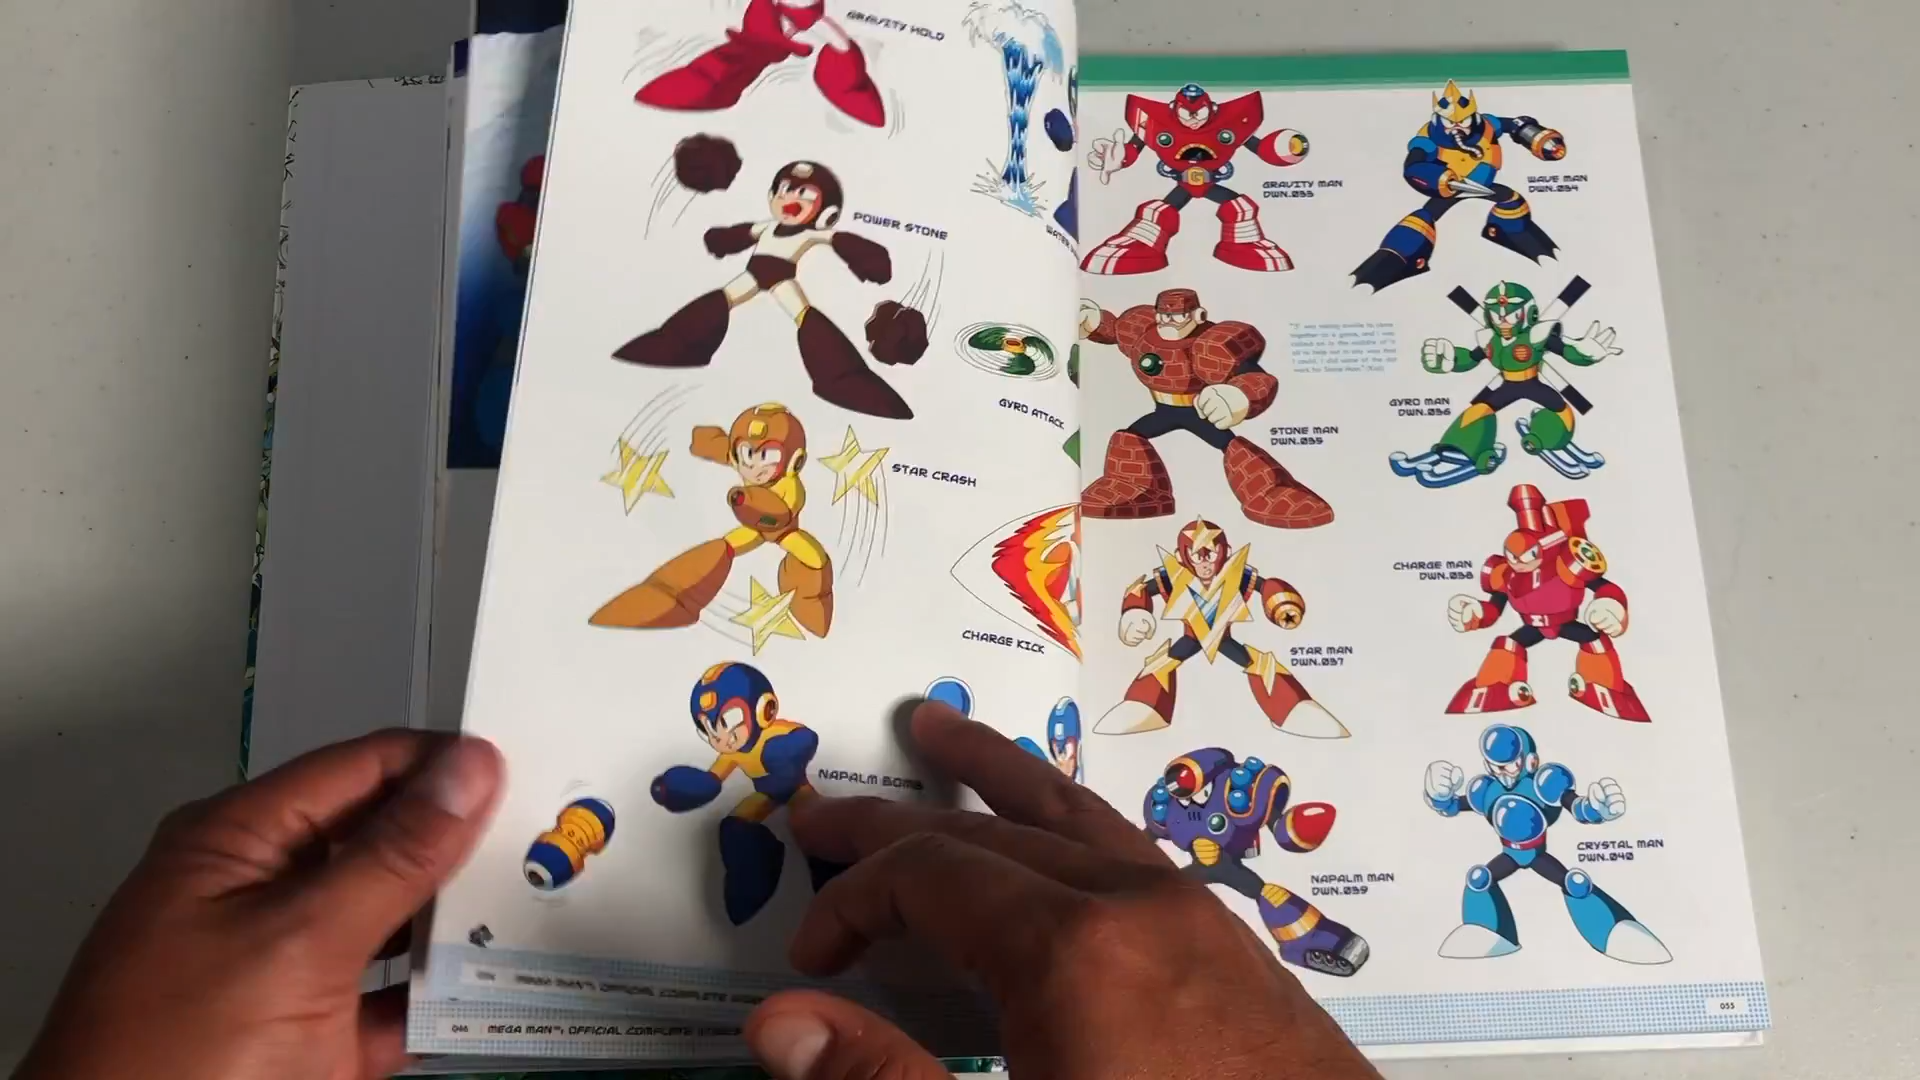 GRAVITY HOLD
POWER STONE
GYRO ATTACK
STAR CRASH
CHARGE KICK
NAPALM BOMB
046 MEGA MAN™: OFFICIAL COMPLETE
GRAVITY MAN
DWN.033
WAVE MAN
DWN.034
GYRO MAN
DWN.036
STONE MAN
DWN.035
CHARGE MAN
DWN.038
STAR MAN
DWN.037
NAPALM MAN
DWN.039
CRYSTAL MAN
DWN.040
055